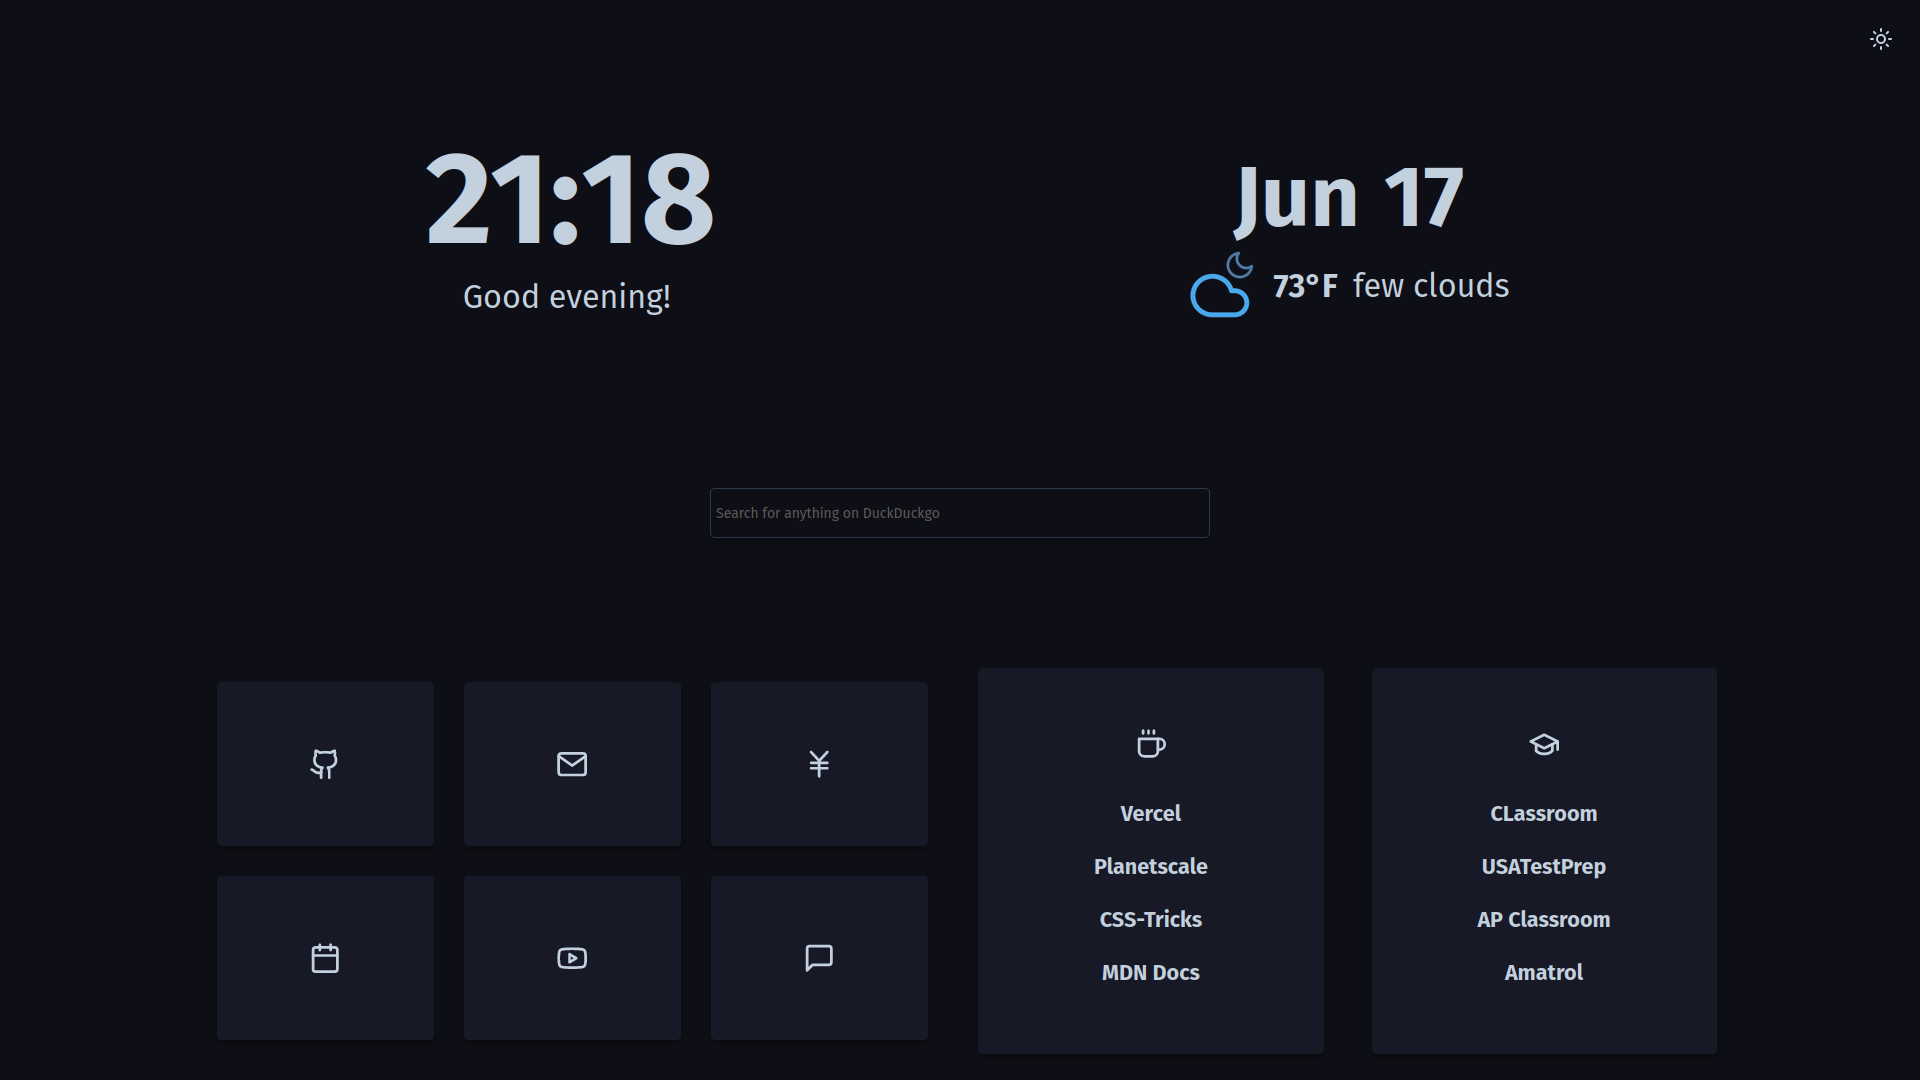 21:18
Good evening!
Jun 17
73°F few clouds
Search for anything on DuckDuckgo
Vercel
Planetscale
CSS-Tricks
MDN Docs
CLassroom
USATestPrep
AP Classroom
Amatrol